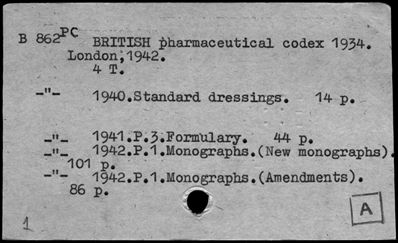 B 862PC BRITISH pharmaceutical codex 1934.
London,1942.
4 T.
-"- 1940.Standard dressings. 14 p.
-"- 1941.P.3.Formulary. 44 p.
-"- 1942.P.1.Monographs.(New monographs).
101 p.
-"- 1942.P.1.Monographs.(Amendments).
86 p.
1
A